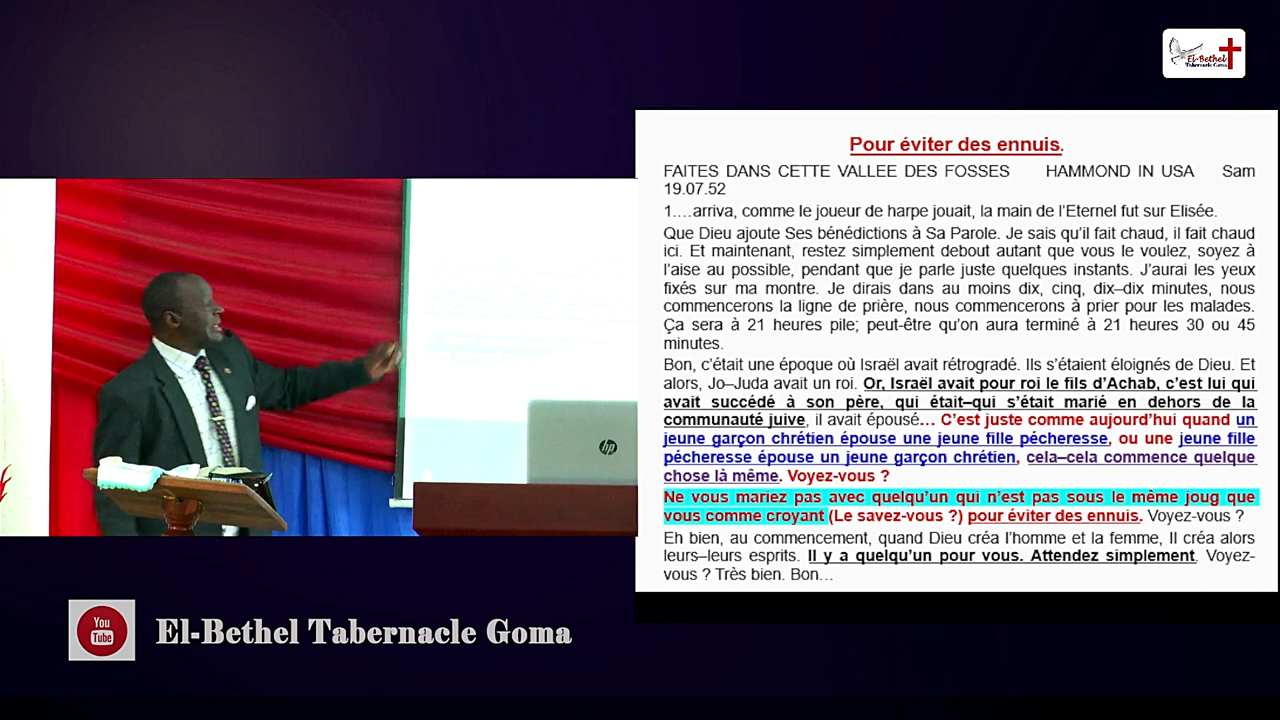 El-Bethel
Tabernacle Goma
Pour éviter des ennuis.
FAITES DANS CETTE VALLEE DES FOSSES HAMMOND IN USA Sam
19.07.52
1....arriva, comme le joueur de harpe jouait, la main de l'Eternel fut sur Elisée.
Que Dieu ajoute Ses bénédictions à Sa Parole. Je sais qu'il fait chaud, il fait chaud
ici. Et maintenant, restez simplement debout autant que vous le voulez, soyez à
l'aise au possible, pendant que je parle juste quelques instants. J'aurai les yeux
fixés sur ma montre. Je dirais dans au moins dix, cinq, dix–dix minutes, nous
commencerons la ligne de prière, nous commencerons à prier pour les malades.
Ça sera à 21 heures pile; peut-être qu'on aura terminé à 21 heures 30 ou 45
minutes.
Bon, c'était une époque où Israël avait rétrogradé. Ils s'étaient éloignés de Dieu. Et
alors, Jo–Juda avait un roi. Or, Israël avait pour roi le fils d'Achab, c'est lui qui
avait succédé à son père, qui était–qui s'était marié en dehors de la
communauté juive, il avait épousé… C'est juste comme aujourd'hui quand un
jeune garçon chrétien épouse une jeune fille pécheresse, ou une jeune fille
pécheresse épouse un jeune garçon chrétien, cela–cela commence quelque
chose là même. Voyez-vous ?
Ne vous mariez pas avec quelqu'un qui n'est pas sous le même joug que
vous comme croyant (Le savez-vous ?) pour éviter des ennuis. Voyez-vous ?
Eh bien, au commencement, quand Dieu créa l'homme et la femme, Il créa alors
leurs–leurs esprits. Il y a quelqu'un pour vous. Attendez simplement. Voyez-
vous ? Très bien. Bon…
hp
You
Tube
El-Bethel Tabernacle Goma